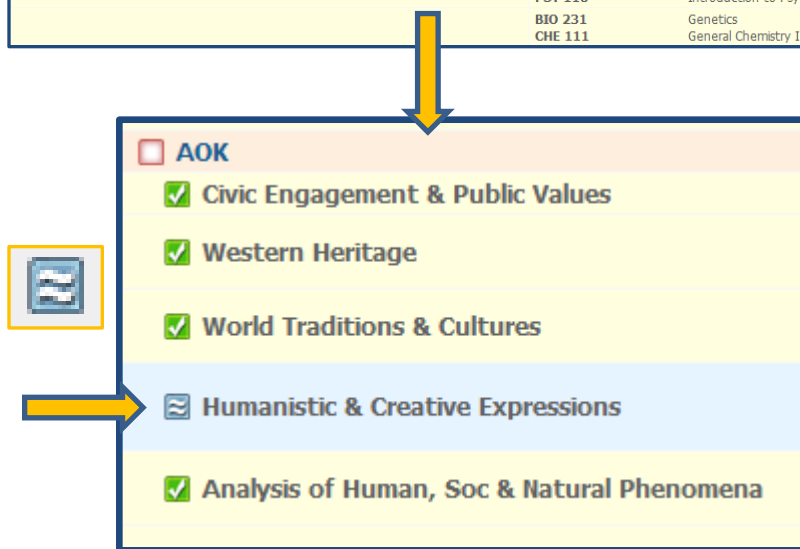 BIO 231 Genetics
CHE 111 General Chemistry I
AOK
Civic Engagement & Public Values
Western Heritage
World Traditions & Cultures
Humanistic & Creative Expressions
Analysis of Human, Soc & Natural Phenomena